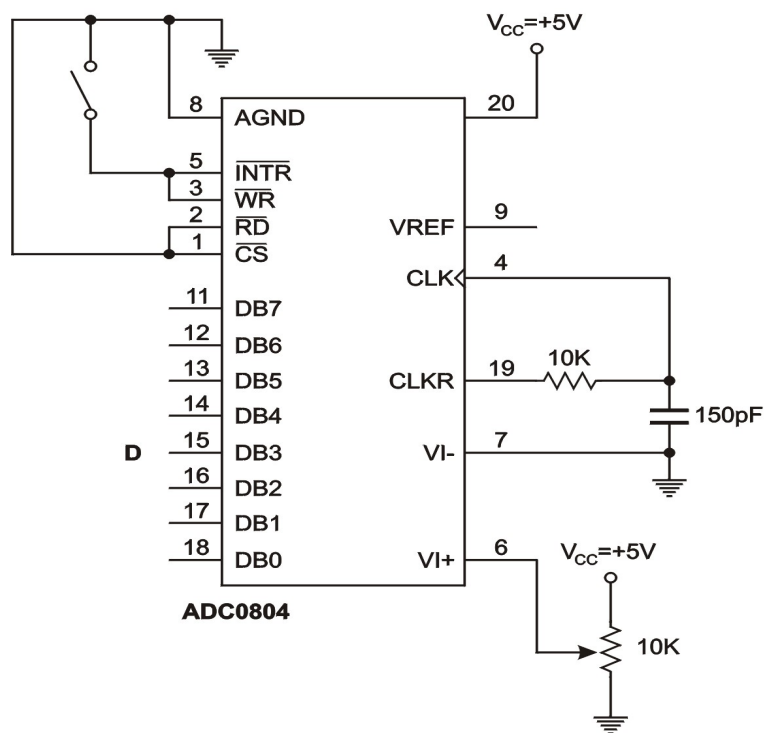 V_CC=+5V
8 AGND
20
5 INTR
3 WR
2 RD
VREF 9
1 CS
CLK 4
11 DB7
12 DB6
13 DB5
CLKR 19 10K
14 DB4
150pF
D 15 DB3
VI- 7
16 DB2
17 DB1
18 DB0
VI+ 6
V_CC=+5V
ADC0804
10K